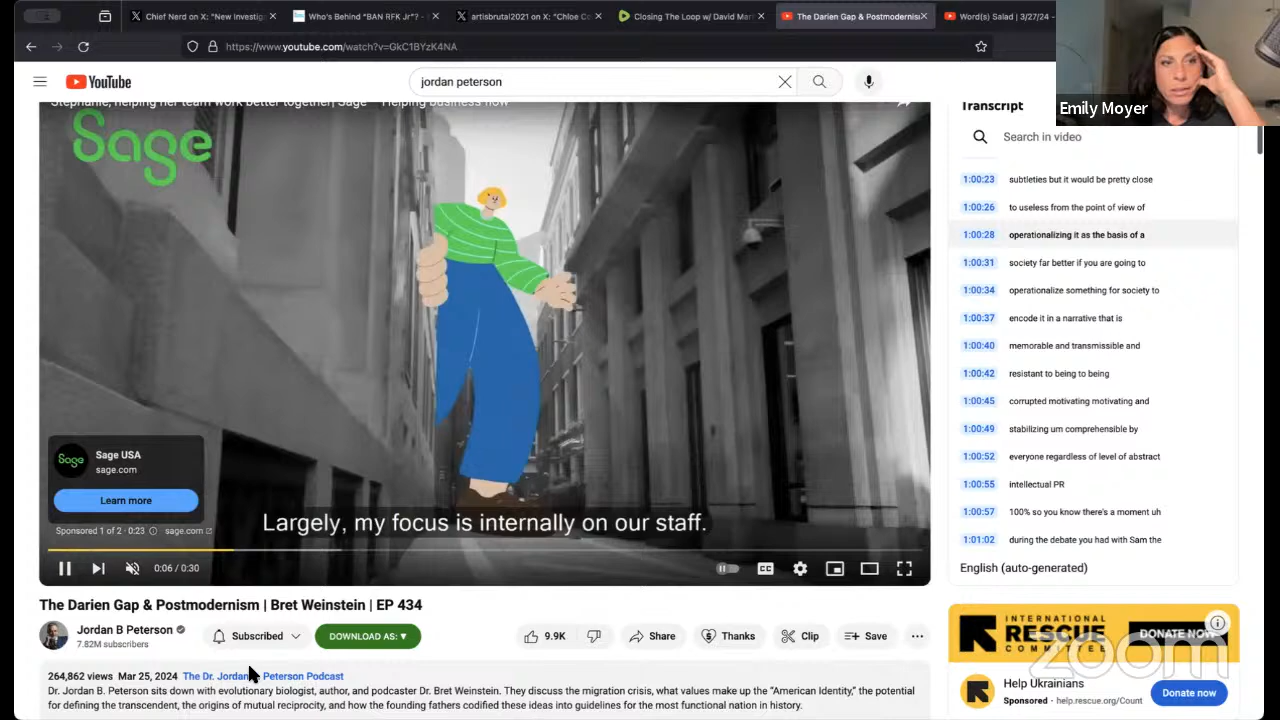 Chief Nerd on X: "New Investig
Who's Behind "BAN RFK Jr"? -
artisbrutal2021 on X: "Chloe Co
Closing The Loop w/ David Mar
The Darien Gap & Postmodernis
Word(s) Salad | 3/27/24 -
https://www.youtube.com/watch?v=GkC1BYzK4NA
YouTube
jordan peterson
Emily Moyer
Stephanie, helping her team work better together| Sage
Helping business now
Sage
Sage
Sage USA
sage.com
Learn more
Sponsored 1 of 2 · 0:23
sage.com
Largely, my focus is internally on our staff.
0:06 / 0:30
CC
Transcript
Search in video
1:00:23 subtleties but it would be pretty close
1:00:26 to useless from the point of view of
1:00:28 operationalizing it as the basis of a
1:00:31 society far better if you are going to
1:00:34 operationalize something for society to
1:00:37 encode it in a narrative that is
1:00:40 memorable and transmissible and
1:00:42 resistant to being to being
1:00:45 corrupted motivating motivating and
1:00:49 stabilizing um comprehensible by
1:00:52 everyone regardless of level of abstract
1:00:55 intellectual PR
1:00:57 100% so you know there's a moment uh
1:01:02 during the debate you had with Sam the
English (auto-generated)
The Darien Gap & Postmodernism | Bret Weinstein | EP 434
Jordan B Peterson
7.82M subscribers
Subscribed
DOWNLOAD AS: ▼
9.9K
Share
Thanks
Clip
Save
264,862 views Mar 25, 2024 The Dr. Jordan Peterson Podcast
Dr. Jordan B. Peterson sits down with evolutionary biologist, author, and podcaster Dr. Bret Weinstein. They discuss the migration crisis, what values make up the "American Identity," the potential
for defining the transcendent, the origins of mutual reciprocity, and how the founding fathers codified these ideas into guidelines for the most functional nation in history.
INTERNATIONAL
RESCUE
COMMITTEE
DONATE NOW
zoom
Help Ukrainians
Sponsored · help.rescue.org/Count
Donate now